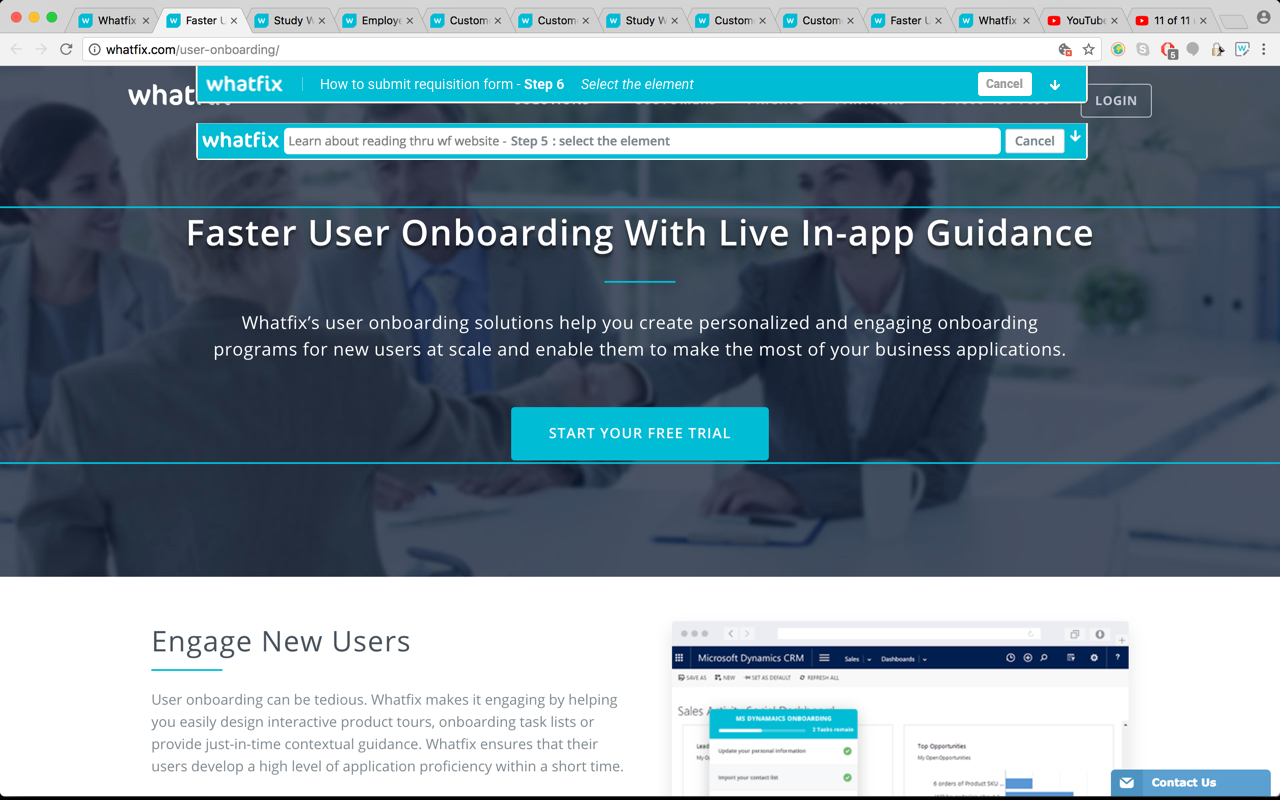 Whatfix
Faster U
Study W
Employe
Custom
Custom
Study W
Custom
Custom
Faster U
Whatfix
YouTube
11 of 11
whatfix.com/user-onboarding/
5
whatfix
How to submit requisition form - Step 6 Select the element
Cancel
LOGIN
whatfix
Learn about reading thru wf website - Step 5 : select the element
Cancel
Faster User Onboarding With Live In-app Guidance
Whatfix's user onboarding solutions help you create personalized and engaging onboarding
programs for new users at scale and enable them to make the most of your business applications.
START YOUR FREE TRIAL
Engage New Users
User onboarding can be tedious. Whatfix makes it engaging by helping
you easily design interactive product tours, onboarding task lists or
provide just-in-time contextual guidance. Whatfix ensures that their
users develop a high level of application proficiency within a short time.
Microsoft Dynamics CRM
Sales
Dashboards
SAVE AS
NEW
SET AS DEFAULT
REFRESH ALL
Sales Activity Social Dashboard
MS DYNAMAICS ONBOARDING
2 Tasks remain
Update your personal information
Import your contact list
Lead
My Op
Top Opportunities
My Open Opportunities
6 orders of Product SKU ...
Contact Us